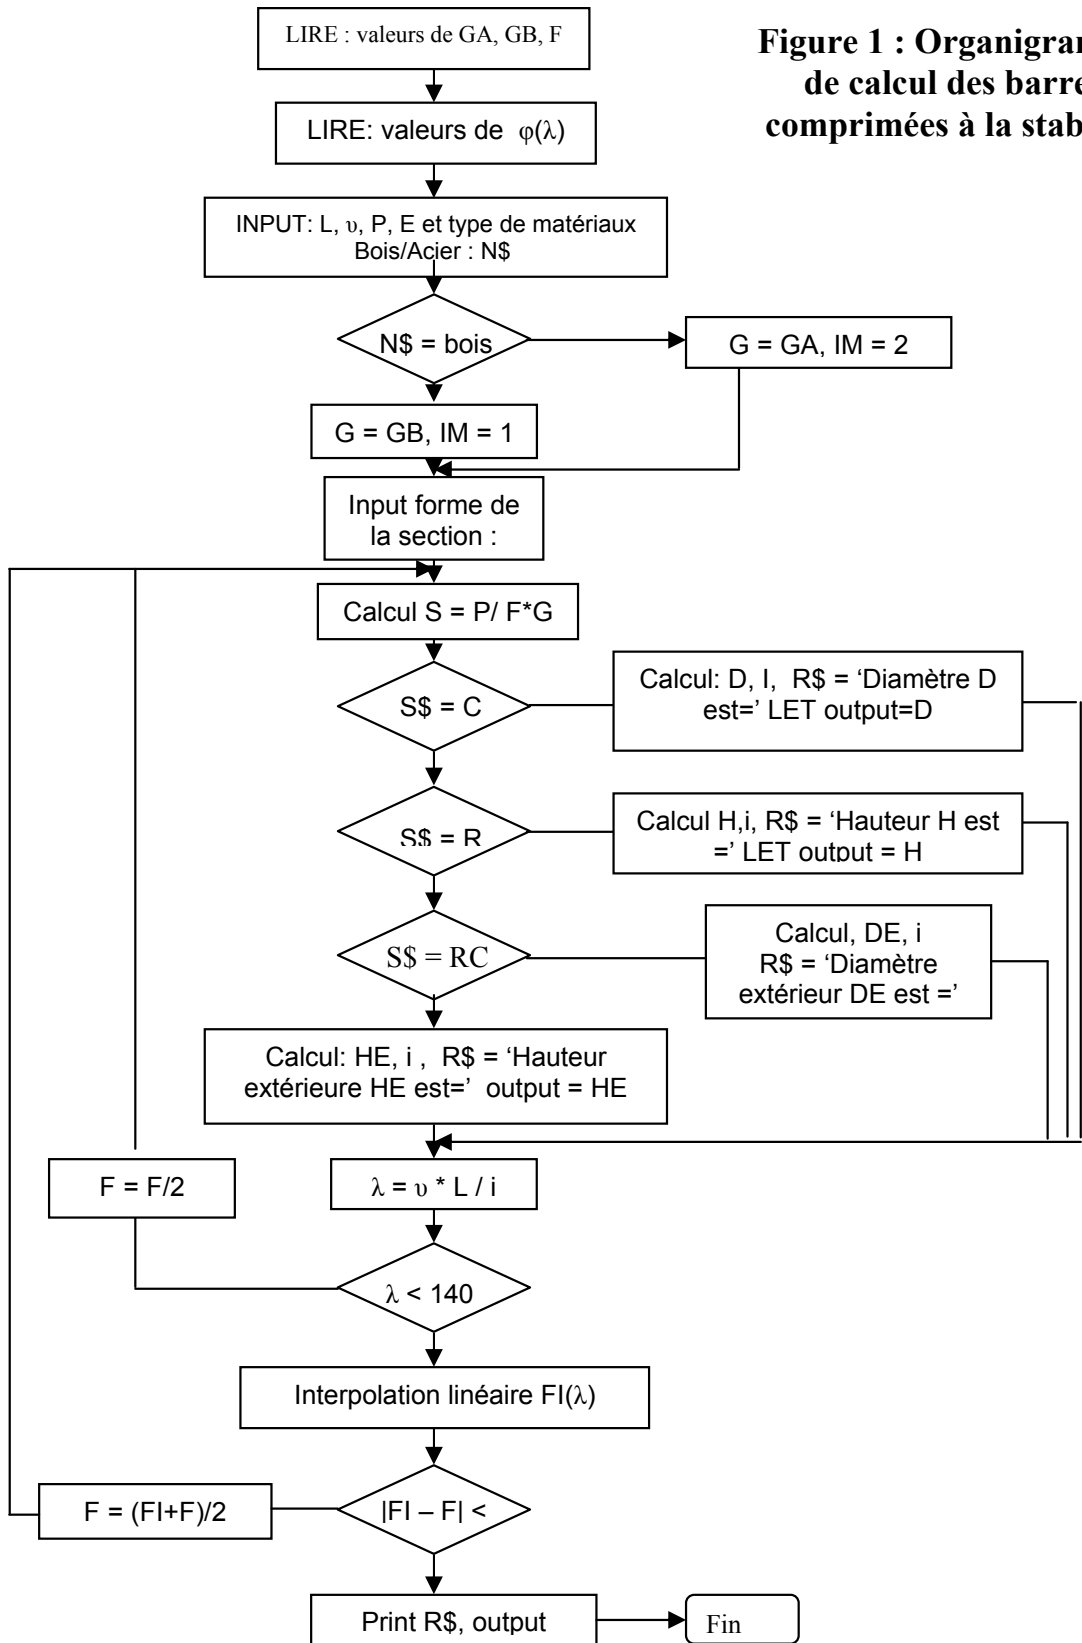 LIRE : valeurs de GA, GB, F
Figure 1 : Organigram
de calcul des barre
comprimées à la stab
LIRE: valeurs de φ(λ)
INPUT: L, υ, P, E et type de matériaux
Bois/Acier : N$
N$ = bois
G = GA, IM = 2
G = GB, IM = 1
Input forme de
la section :
Calcul S = P/ F*G
S$ = C
Calcul: D, I, R$ = ‘Diamètre D
est=’ LET output=D
S$ = R
Calcul H,i, R$ = ‘Hauteur H est
=’ LET output = H
S$ = RC
Calcul, DE, i
R$ = ‘Diamètre
extérieur DE est =’
Calcul: HE, i , R$ = ‘Hauteur
extérieure HE est=’ output = HE
F = F/2
λ = υ * L / i
λ < 140
Interpolation linéaire FI(λ)
F = (FI+F)/2
|FI – F| <
Print R$, output
Fin